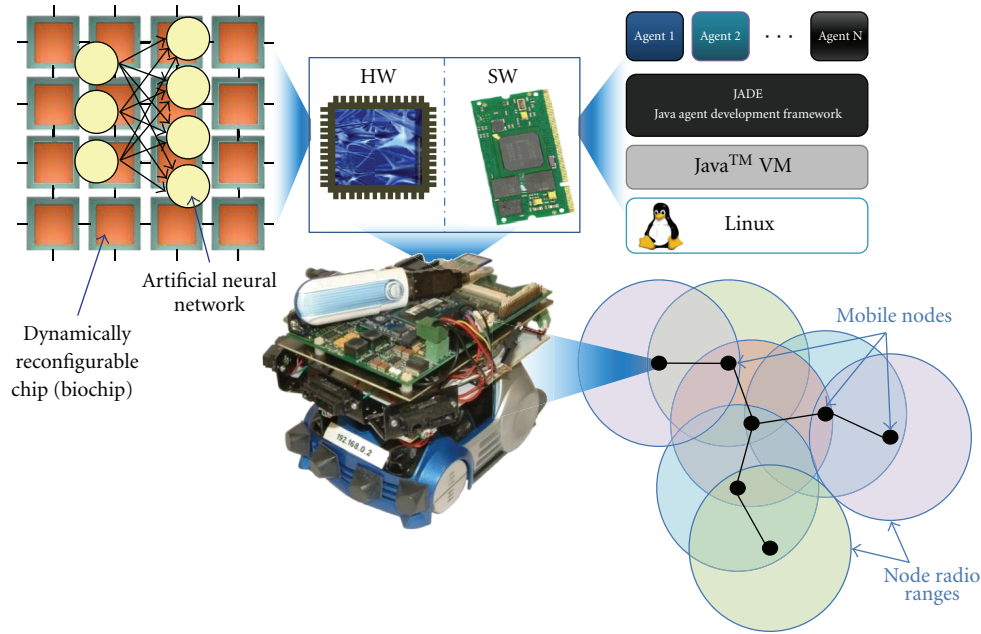 HW
SW
Agent 1
Agent 2
· · ·
Agent N
JADE
Java agent development framework
Java™ VM
Linux
Artificial neural
network
Dynamically
reconfigurable
chip (biochip)
192.168.0.2
Mobile nodes
Node radio
ranges